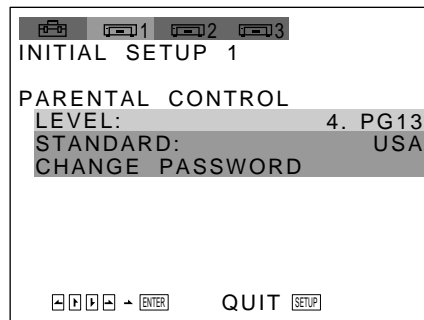 1 2 3
INITIAL SETUP 1
PARENTAL CONTROL
LEVEL: 4. PG13
STANDARD: USA
CHANGE PASSWORD
ENTER QUIT SETUP